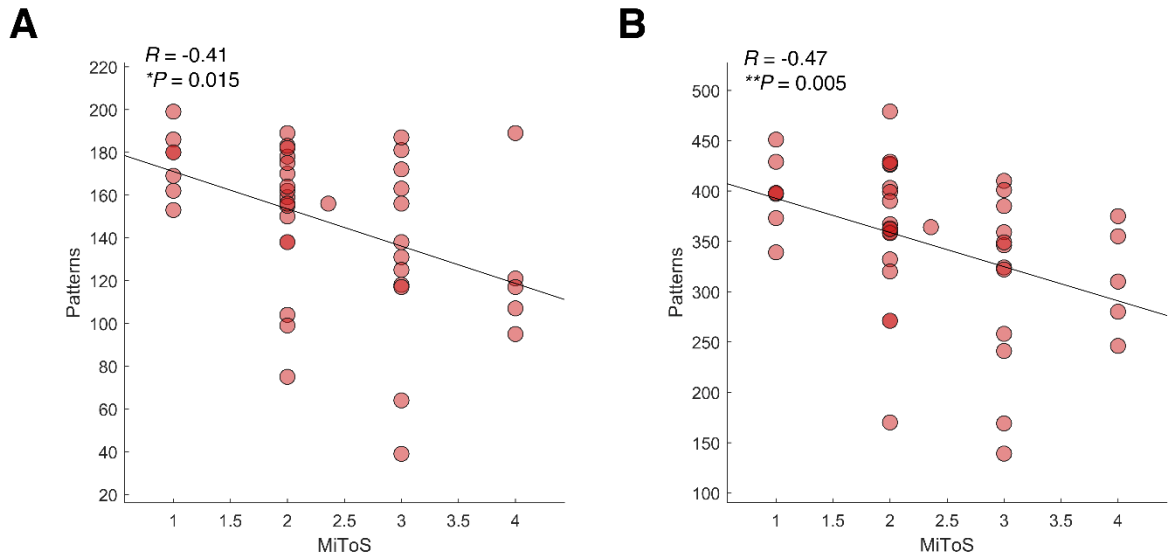 A
R = -0.41
*P = 0.015
220
200
180
160
140
120
100
80
60
40
20
Patterns
1 1.5 2 2.5 3 3.5 4
MiToS
B
R = -0.47
**P = 0.005
500
450
400
350
300
250
200
150
100
Patterns
1 1.5 2 2.5 3 3.5 4
MiToS